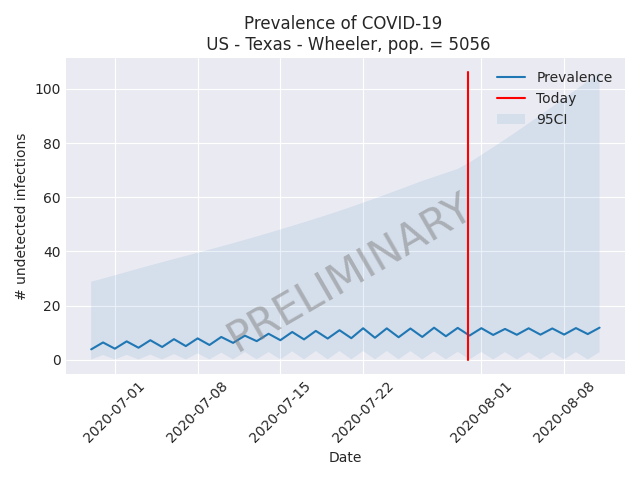 Prevalence of COVID-19
US - Texas - Wheeler, pop. = 5056
Prevalence
Today
95CI
100
80
60
40
20
0
# undetected infections
PRELIMINARY
2020-07-01
2020-07-08
2020-07-15
2020-07-22
2020-08-01
2020-08-08
Date